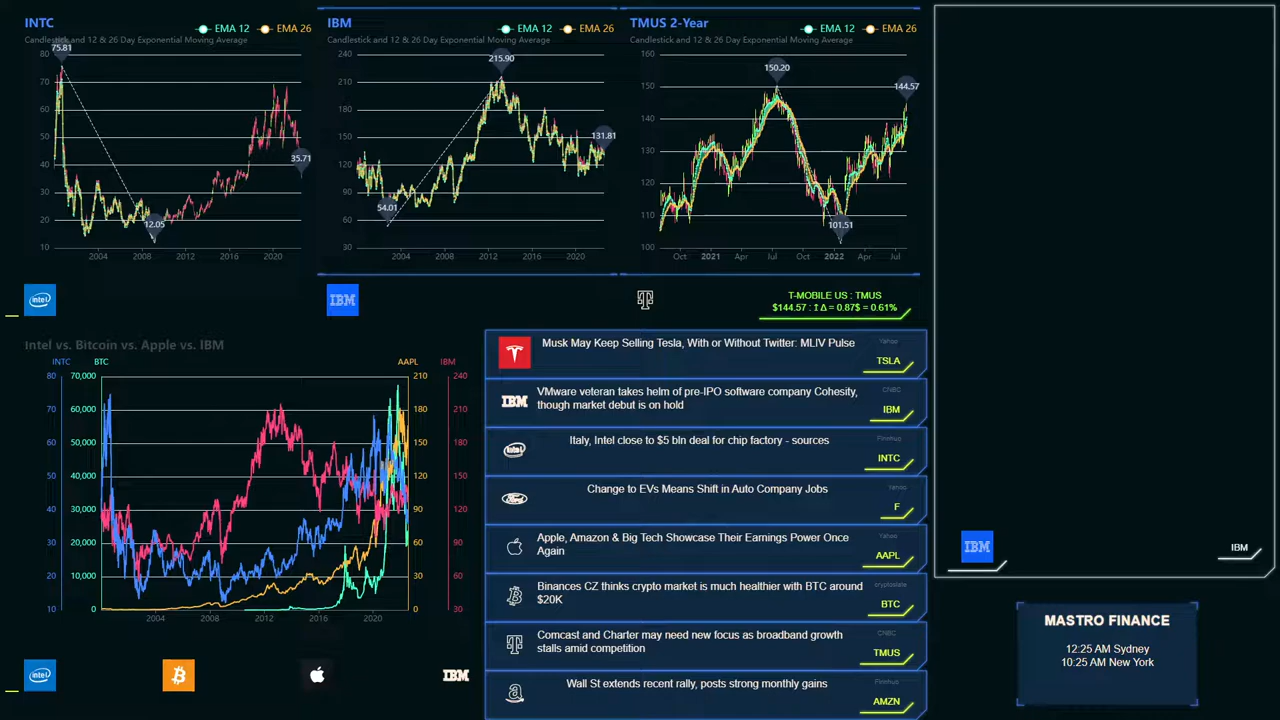 INTC
EMA 12 EMA 26
Candlestick and 12 & 26 Day Exponential Moving Average
75.81
80
70
60
50
40
30
20
10
35.71
12.05
2004 2008 2012 2016 2020
IBM
EMA 12 EMA 26
Candlestick and 12 & 26 Day Exponential Moving Average
240
210
180
150
120
90
60
30
215.90
131.81
54.01
2004 2008 2012 2016 2020
TMUS 2-Year
EMA 12 EMA 26
Candlestick and 12 & 26 Day Exponential Moving Average
160
150
140
130
120
110
100
150.20
144.57
101.51
Oct 2021 Apr Jul Oct 2022 Apr Jul
intel
IBM
T
T-MOBILE US : TMUS
$144.57 : ↥ Δ = 0.87$ = 0.61%
Intel vs. Bitcoin vs. Apple vs. IBM
INTC BTC AAPL IBM
80 70,000 210 240
70 60,000 180 210
60 50,000 150 180
50 40,000 120 150
40 30,000 90 120
30 20,000 60 90
20 10,000 30 60
10 0 0 30
2004 2008 2012 2016 2020
intel
IBM
Musk May Keep Selling Tesla, With or Without Twitter: MLIV Pulse
Yahoo
TSLA
IBM
VMware veteran takes helm of pre-IPO software company Cohesity,
though market debut is on hold
CNBC
IBM
intel
Italy, Intel close to $5 bln deal for chip factory - sources
Finnhub
INTC
Ford
Change to EVs Means Shift in Auto Company Jobs
Yahoo
F
Apple, Amazon & Big Tech Showcase Their Earnings Power Once
Again
Yahoo
AAPL
Binances CZ thinks crypto market is much healthier with BTC around
$20K
cryptoslate
BTC
T
Comcast and Charter may need new focus as broadband growth
stalls amid competition
CNBC
TMUS
a
Wall St extends recent rally, posts strong monthly gains
Finnhub
AMZN
IBM
IBM
MASTRO FINANCE
12:25 AM Sydney
10:25 AM New York